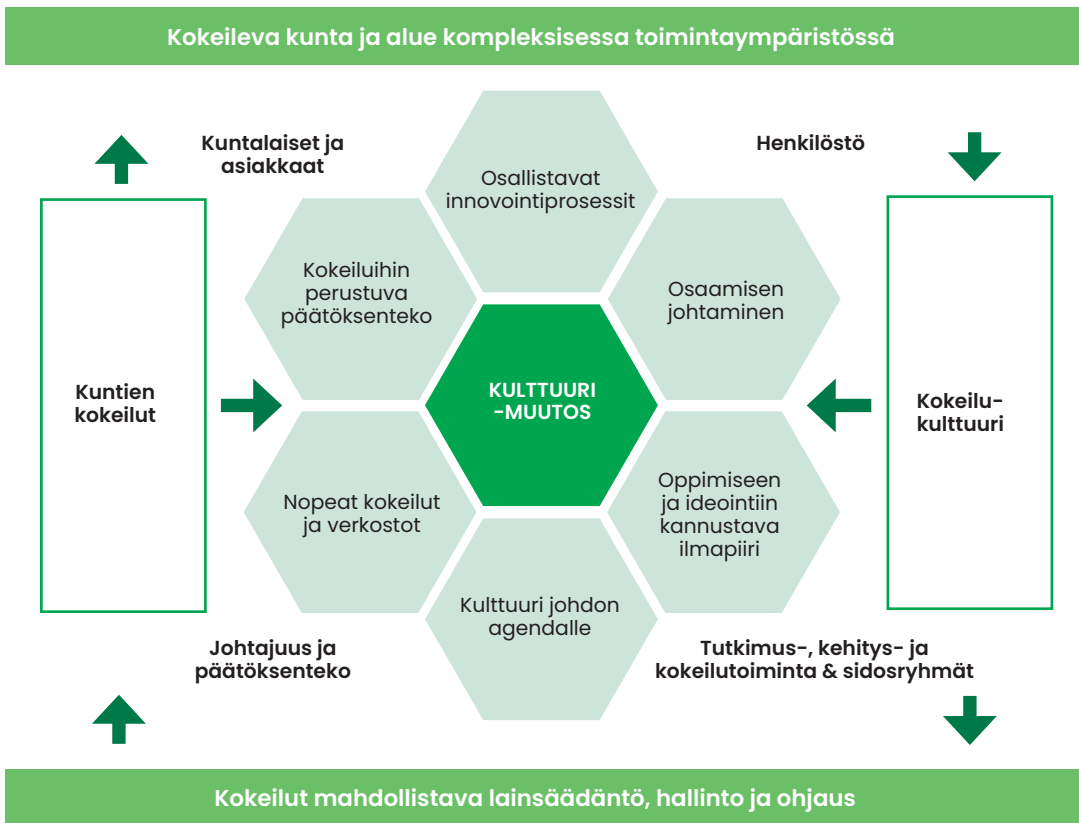 Kokeileva kunta ja alue kompleksisessa toimintaympäristössä
Kuntalaiset ja
asiakkaat
Henkilöstö
Osallistavat
innovointiprosessit
Kokeiluihin
perustuva
päätöksenteko
Osaamisen
johtaminen
Kuntien
kokeilut
KULTTUURI
-MUUTOS
Kokeilu-
kulttuuri
Nopeat kokeilut
ja verkostot
Oppimiseen
ja ideointiin
kannustava
ilmapiiri
Kulttuuri johdon
agendalle
Johtajuus ja
päätöksenteko
Tutkimus-, kehitys- ja
kokeilutoiminta & sidosryhmät
Kokeilut mahdollistava lainsäädäntö, hallinto ja ohjaus